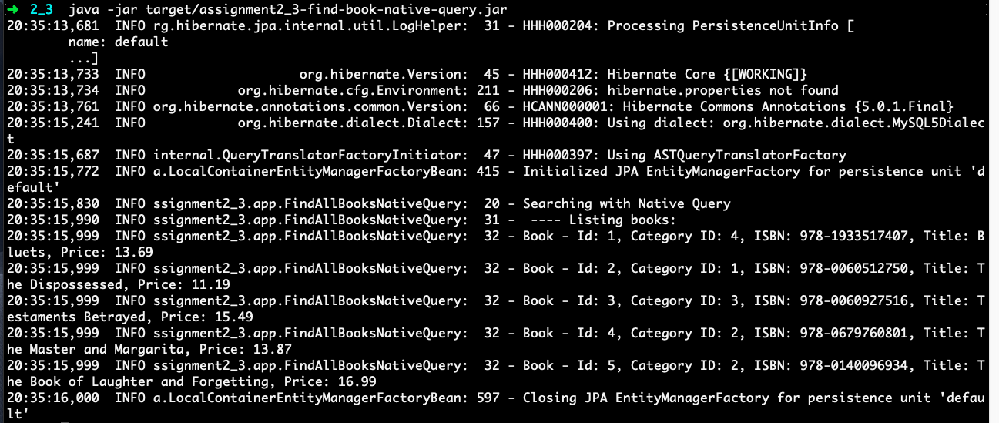 ➜  2_3  java -jar target/assignment2_3-find-book-native-query.jar
20:35:13,681  INFO rg.hibernate.jpa.internal.util.LogHelper:  31 - HHH000204: Processing PersistenceUnitInfo [
        name: default
        ...]
20:35:13,733  INFO                    org.hibernate.Version:  45 - HHH000412: Hibernate Core {[WORKING]}
20:35:13,734  INFO            org.hibernate.cfg.Environment: 211 - HHH000206: hibernate.properties not found
20:35:13,761  INFO org.hibernate.annotations.common.Version:  66 - HCANN000001: Hibernate Commons Annotations {5.0.1.Final}
20:35:15,241  INFO            org.hibernate.dialect.Dialect: 157 - HHH000400: Using dialect: org.hibernate.dialect.MySQL5Dialec
t
20:35:15,687  INFO internal.QueryTranslatorFactoryInitiator:  47 - HHH000397: Using ASTQueryTranslatorFactory
20:35:15,772  INFO a.LocalContainerEntityManagerFactoryBean: 415 - Initialized JPA EntityManagerFactory for persistence unit 'd
efault'
20:35:15,830  INFO ssignment2_3.app.FindAllBooksNativeQuery:  20 - Searching with Native Query
20:35:15,990  INFO ssignment2_3.app.FindAllBooksNativeQuery:  31 -  ---- Listing books:
20:35:15,999  INFO ssignment2_3.app.FindAllBooksNativeQuery:  32 - Book - Id: 1, Category ID: 4, ISBN: 978-1933517407, Title: B
luets, Price: 13.69
20:35:15,999  INFO ssignment2_3.app.FindAllBooksNativeQuery:  32 - Book - Id: 2, Category ID: 1, ISBN: 978-0060512750, Title: T
he Dispossessed, Price: 11.19
20:35:15,999  INFO ssignment2_3.app.FindAllBooksNativeQuery:  32 - Book - Id: 3, Category ID: 3, ISBN: 978-0060927516, Title: T
estaments Betrayed, Price: 15.49
20:35:15,999  INFO ssignment2_3.app.FindAllBooksNativeQuery:  32 - Book - Id: 4, Category ID: 2, ISBN: 978-0679760801, Title: T
he Master and Margarita, Price: 13.87
20:35:15,999  INFO ssignment2_3.app.FindAllBooksNativeQuery:  32 - Book - Id: 5, Category ID: 2, ISBN: 978-0140096934, Title: T
he Book of Laughter and Forgetting, Price: 16.99
20:35:16,000  INFO a.LocalContainerEntityManagerFactoryBean: 597 - Closing JPA EntityManagerFactory for persistence unit 'defau
lt'